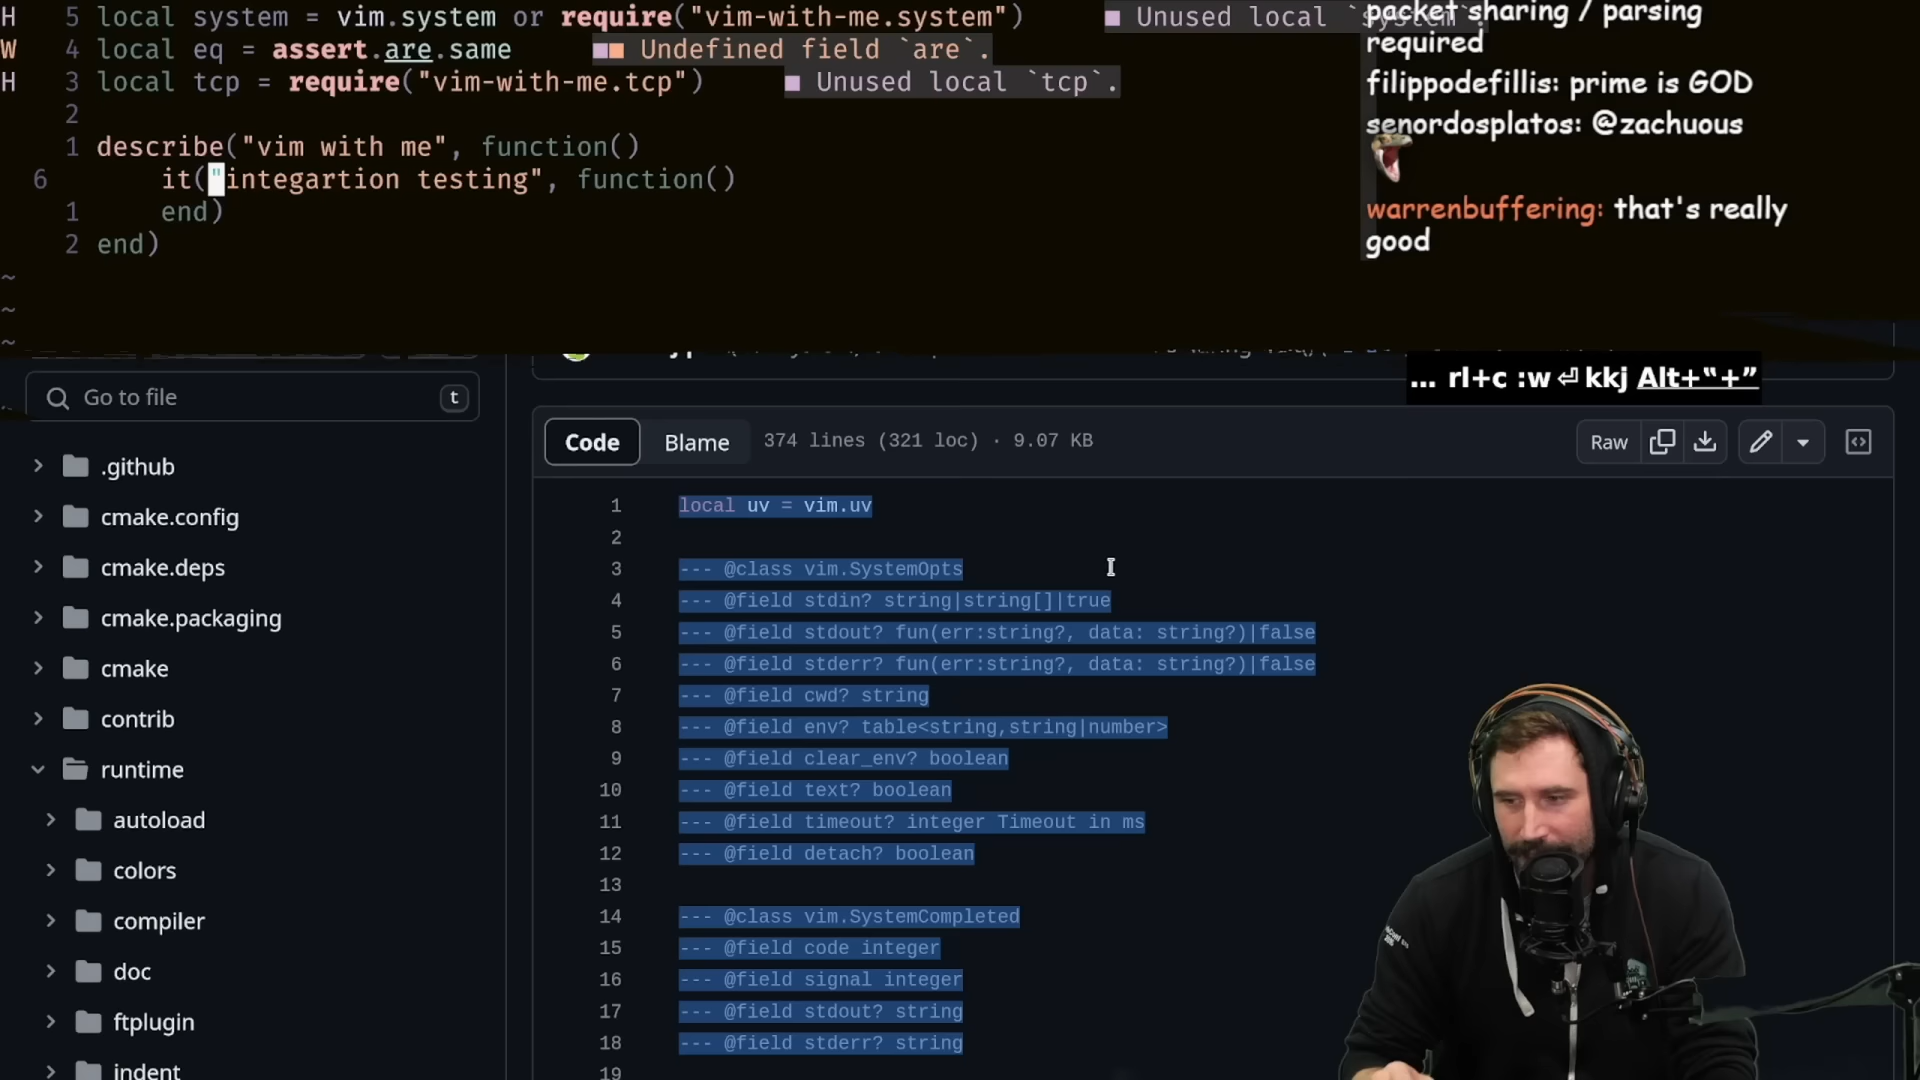 H 5 local system = vim.system or require("vim-with-me.system") ■ Unused local `system`.
W 4 local eq = assert.are.same ■■ Undefined field `are`.
H 3 local tcp = require("vim-with-me.tcp") ■ Unused local `tcp`.
2
1 describe("vim with me", function()
6 it("integartion testing", function()
1 end)
2 end)
~
~
~
packet sharing / parsing
required
filippodefillis: prime is GOD
senordosplatos: @zachuous
warrenbuffering: that's really
good
... rl+c :w⏎kkj Alt+"+"
Go to file t
.github
cmake.config
cmake.deps
cmake.packaging
cmake
contrib
runtime
autoload
colors
compiler
doc
ftplugin
indent
Code Blame 374 lines (321 loc) · 9.07 KB Raw
1 local uv = vim.uv
2
3 --- @class vim.SystemOpts
4 --- @field stdin? string|string[]|true
5 --- @field stdout? fun(err:string?, data: string?)|false
6 --- @field stderr? fun(err:string?, data: string?)|false
7 --- @field cwd? string
8 --- @field env? table<string,string|number>
9 --- @field clear_env? boolean
10 --- @field text? boolean
11 --- @field timeout? integer Timeout in ms
12 --- @field detach? boolean
13
14 --- @class vim.SystemCompleted
15 --- @field code integer
16 --- @field signal integer
17 --- @field stdout? string
18 --- @field stderr? string
19